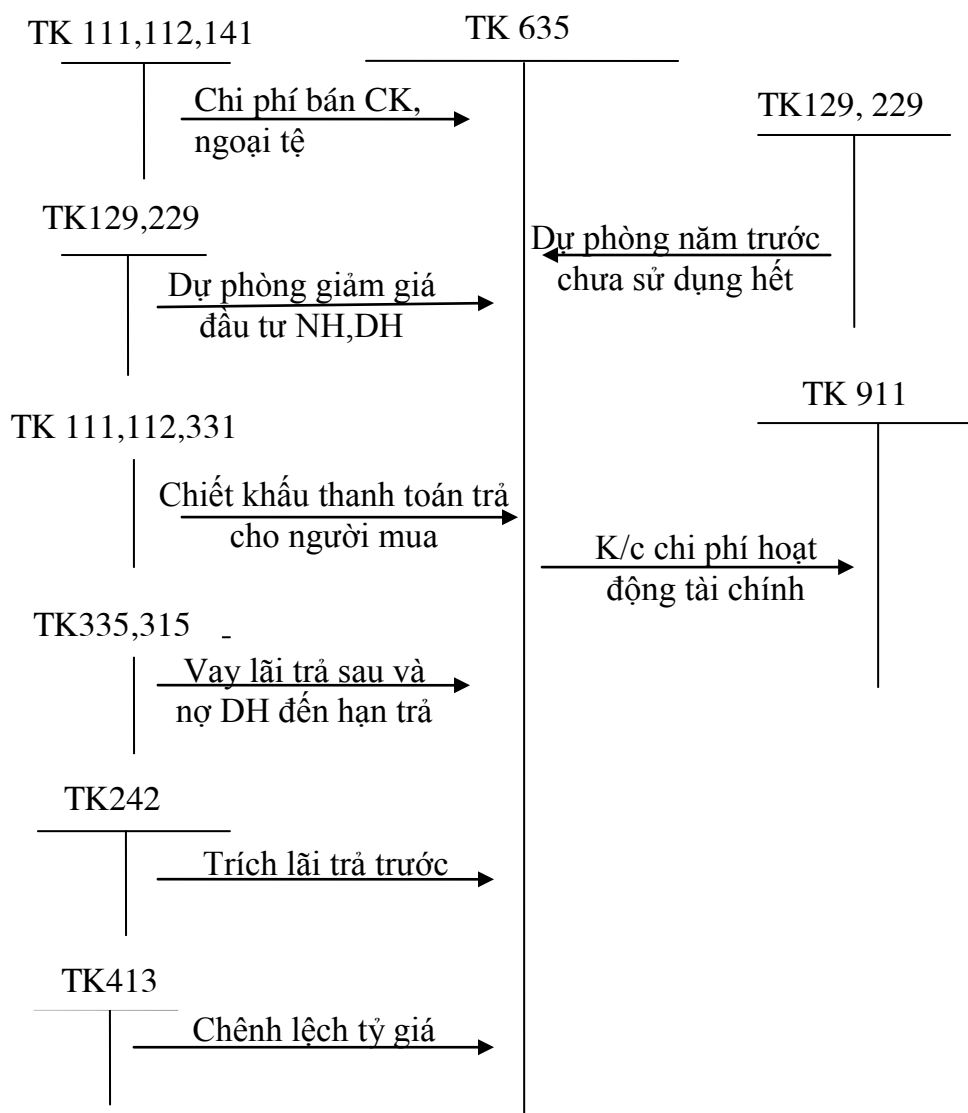 TK 111,112,141
TK 635
Chi phí bán CK,
ngoại tệ
TK129, 229
TK129,229
Dự phòng năm trước
chưa sử dụng hết
Dự phòng giảm giá
đầu tư NH,DH
TK 911
TK 111,112,331
Chiết khấu thanh toán trả
cho người mua
K/c chi phí hoạt
động tài chính
TK335,315
Vay lãi trả sau và
nợ DH đến hạn trả
TK242
Trích lãi trả trước
TK413
Chênh lệch tỷ giá